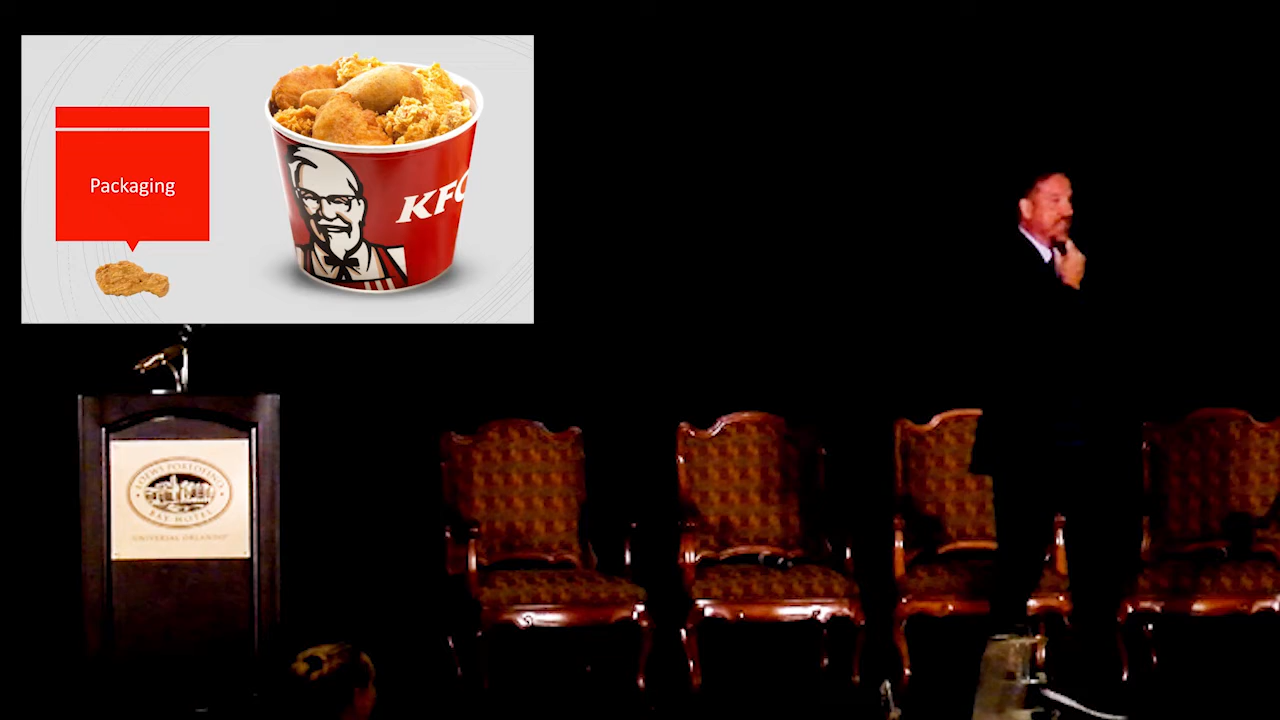 Packaging
KFC
LOEWS PORTOFINO
BAY HOTEL
UNIVERSAL ORLANDO